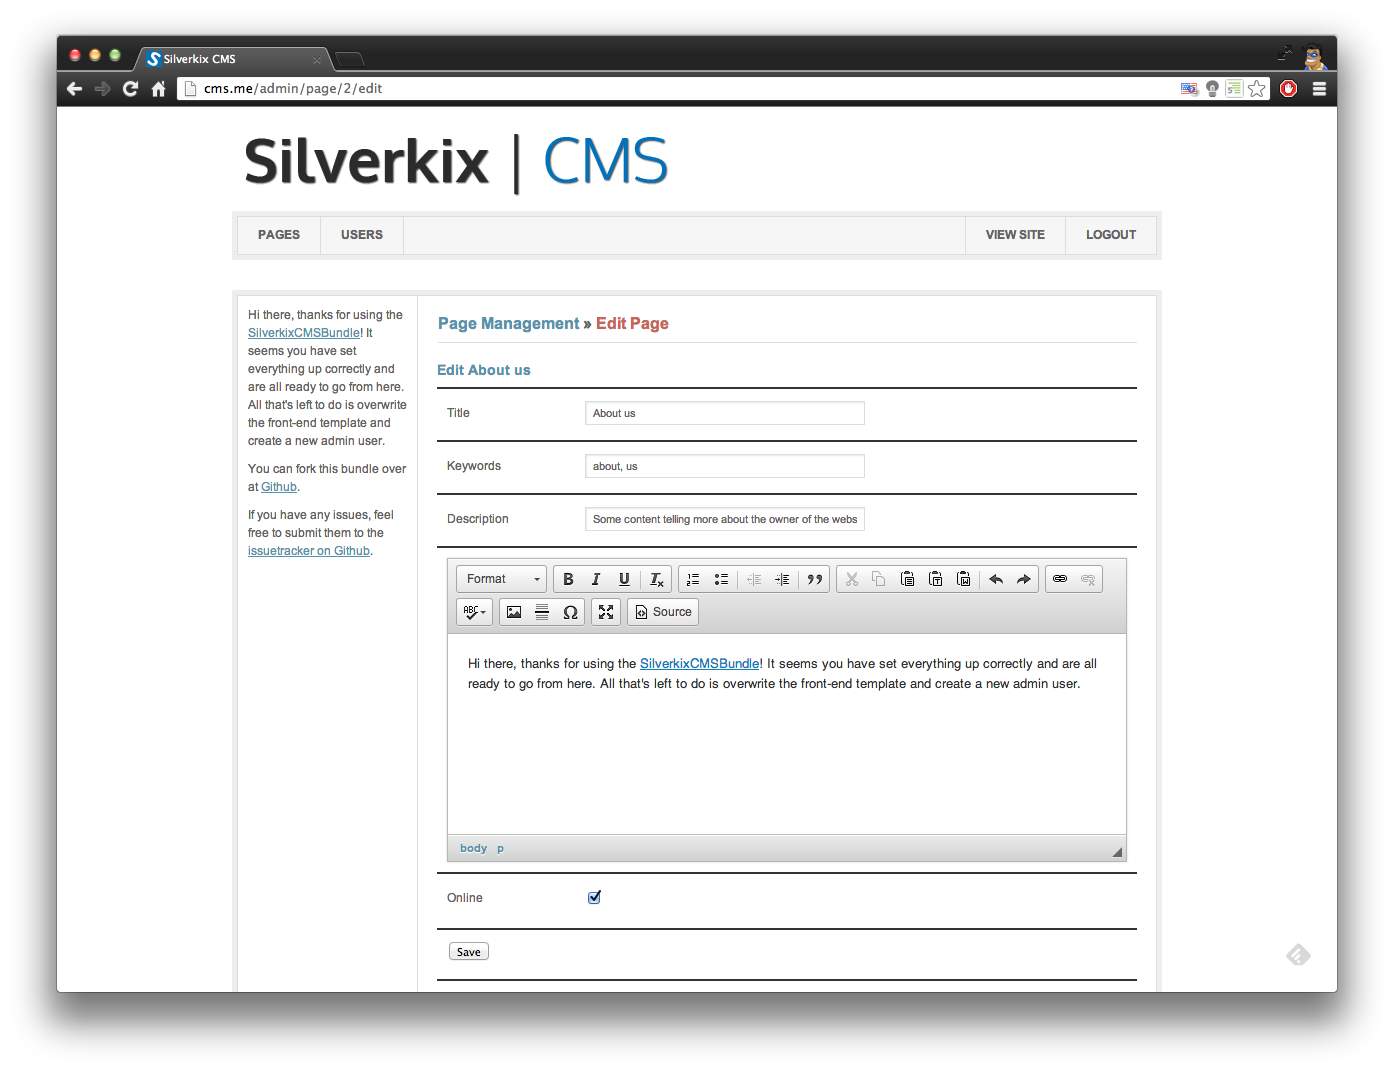 Silverkix CMS
cms.me/admin/page/2/edit
Silverkix | CMS
PAGES USERS VIEW SITE LOGOUT
Hi there, thanks for using the
SilverkixCMSBundle! It
seems you have set
everything up correctly and
are all ready to go from here.
All that's left to do is overwrite
the front-end template and
create a new admin user.
You can fork this bundle over
at Github.
If you have any issues, feel
free to submit them to the
issuetracker on Github.
Page Management » Edit Page
Edit About us
Title About us
Keywords about, us
Description Some content telling more about the owner of the webs
Format B I U Tx
ABC Ω Source
Hi there, thanks for using the SilverkixCMSBundle! It seems you have set everything up correctly and are all
ready to go from here. All that's left to do is overwrite the front-end template and create a new admin user.
body p
Online
Save